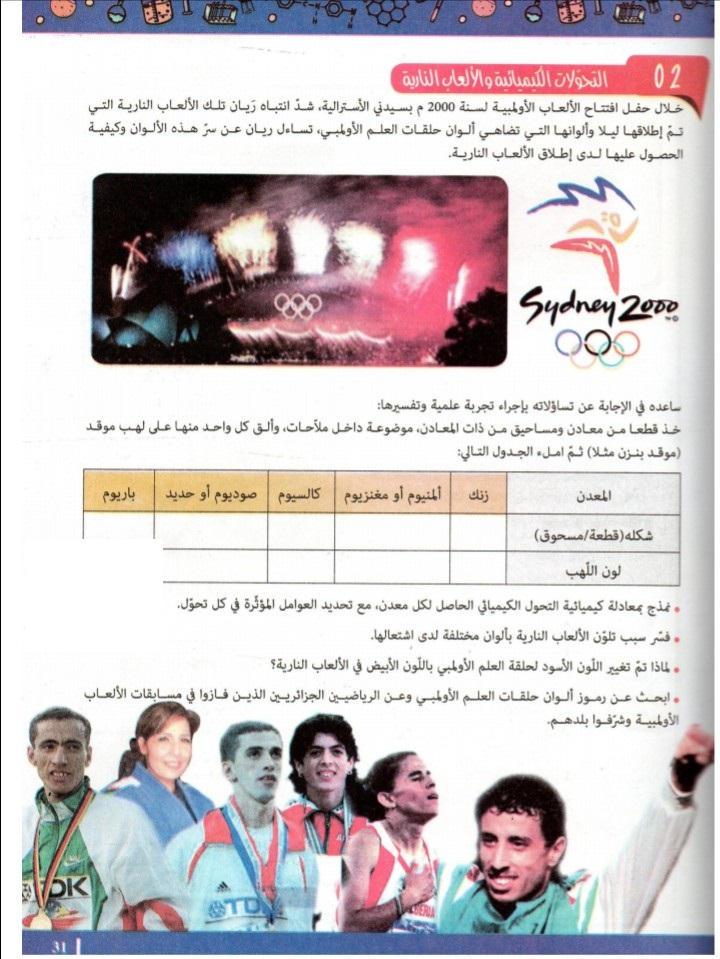 02
التحوّلات الكيميائية والألعاب النارية
خلال حفل افتتاح الألعاب الأولمبية لسنة 2000 م بسيدني الأسترالية، شدّ انتباه رَيان تلك الألعاب النارية التي
تمّ إطلاقها ليلا وألوانها التي تضاهي ألوان حلقات العلم الأولمبي، تساءل ريان عن سرّ هذه الألوان وكيفية
الحصول عليها لدى إطلاق الألعاب النارية.
Sydney 2000
ساعده في الإجابة عن تساؤلاته بإجراء تجربة علمية وتفسيرها:
خذ قطعا من معادن ومساحيق من ذات المعادن، موضوعة داخل ملاّحات، وألق كل واحد منها على لهب موقد
(موقد بنزن مثلا) ثمّ املء الجدول التالي:
المعدن زنك ألمنيوم أو مغنزيوم كالسيوم صوديوم أو حديد باريوم
شكله(قطعة/مسحوق)
لون اللّهب
• نمذج بمعادلة كيميائية التحول الكيميائي الحاصل لكل معدن، مع تحديد العوامل المؤثّرة في كل تحوّل.
• فسّر سبب تلوّن الألعاب النارية بألوان مختلفة لدى اشتعالها.
• لماذا تمّ تغيير اللّون الأسود لحلقة العلم الأولمبي باللّون الأبيض في الألعاب النارية؟
• ابحث عن رموز ألوان حلقات العلم الأولمبي وعن الرياضيين الجزائريين الذين فازوا في مسابقات الألعاب
الأولمبية وشرّفوا بلدهم.
TDK
TDK
31